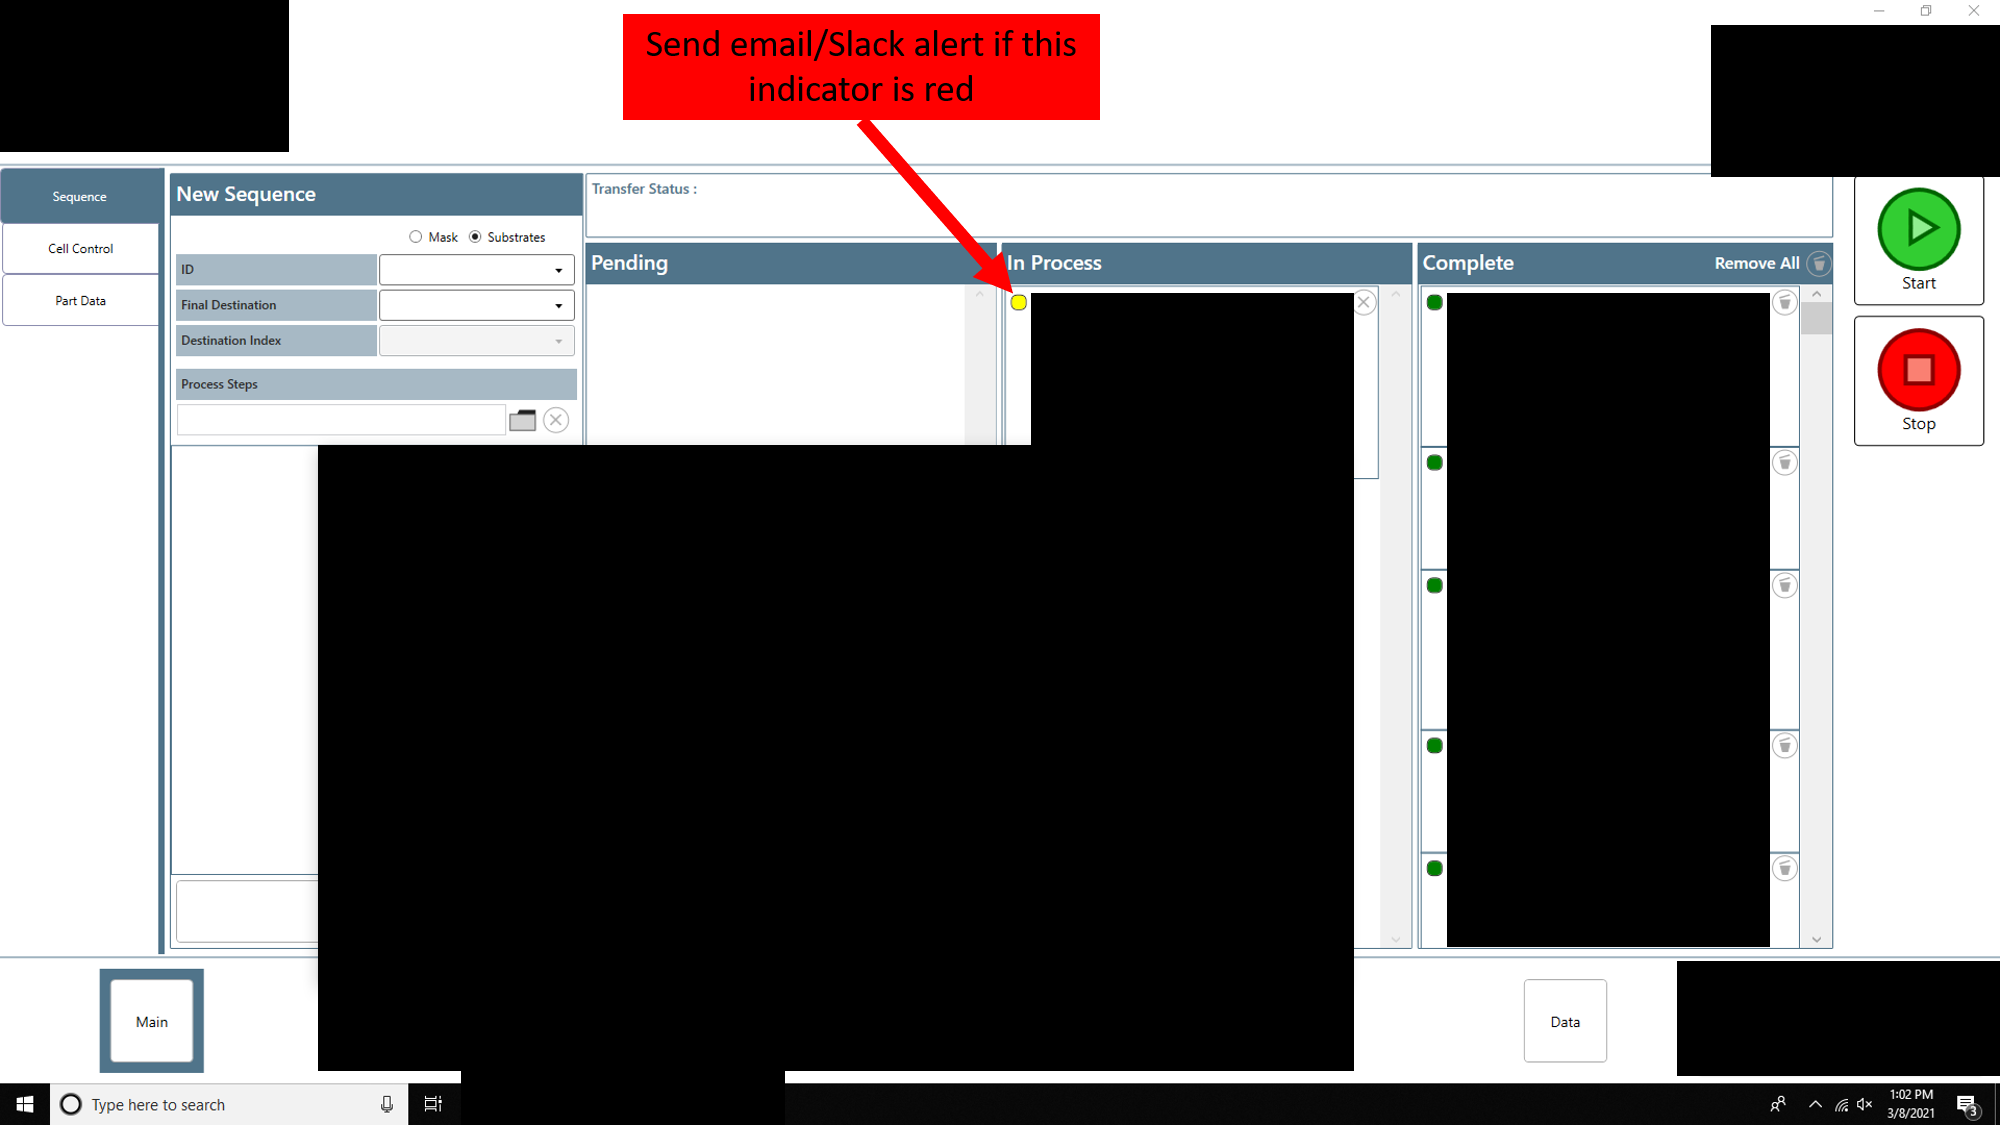 Send email/Slack alert if this
indicator is red
Sequence
Cell Control
Part Data
New Sequence
Mask Substrates
ID
Final Destination
Destination Index
Process Steps
Transfer Status :
Pending
In Process
Complete Remove All
Start
Stop
Main
Data
Type here to search
1:02 PM
3/8/2021
3